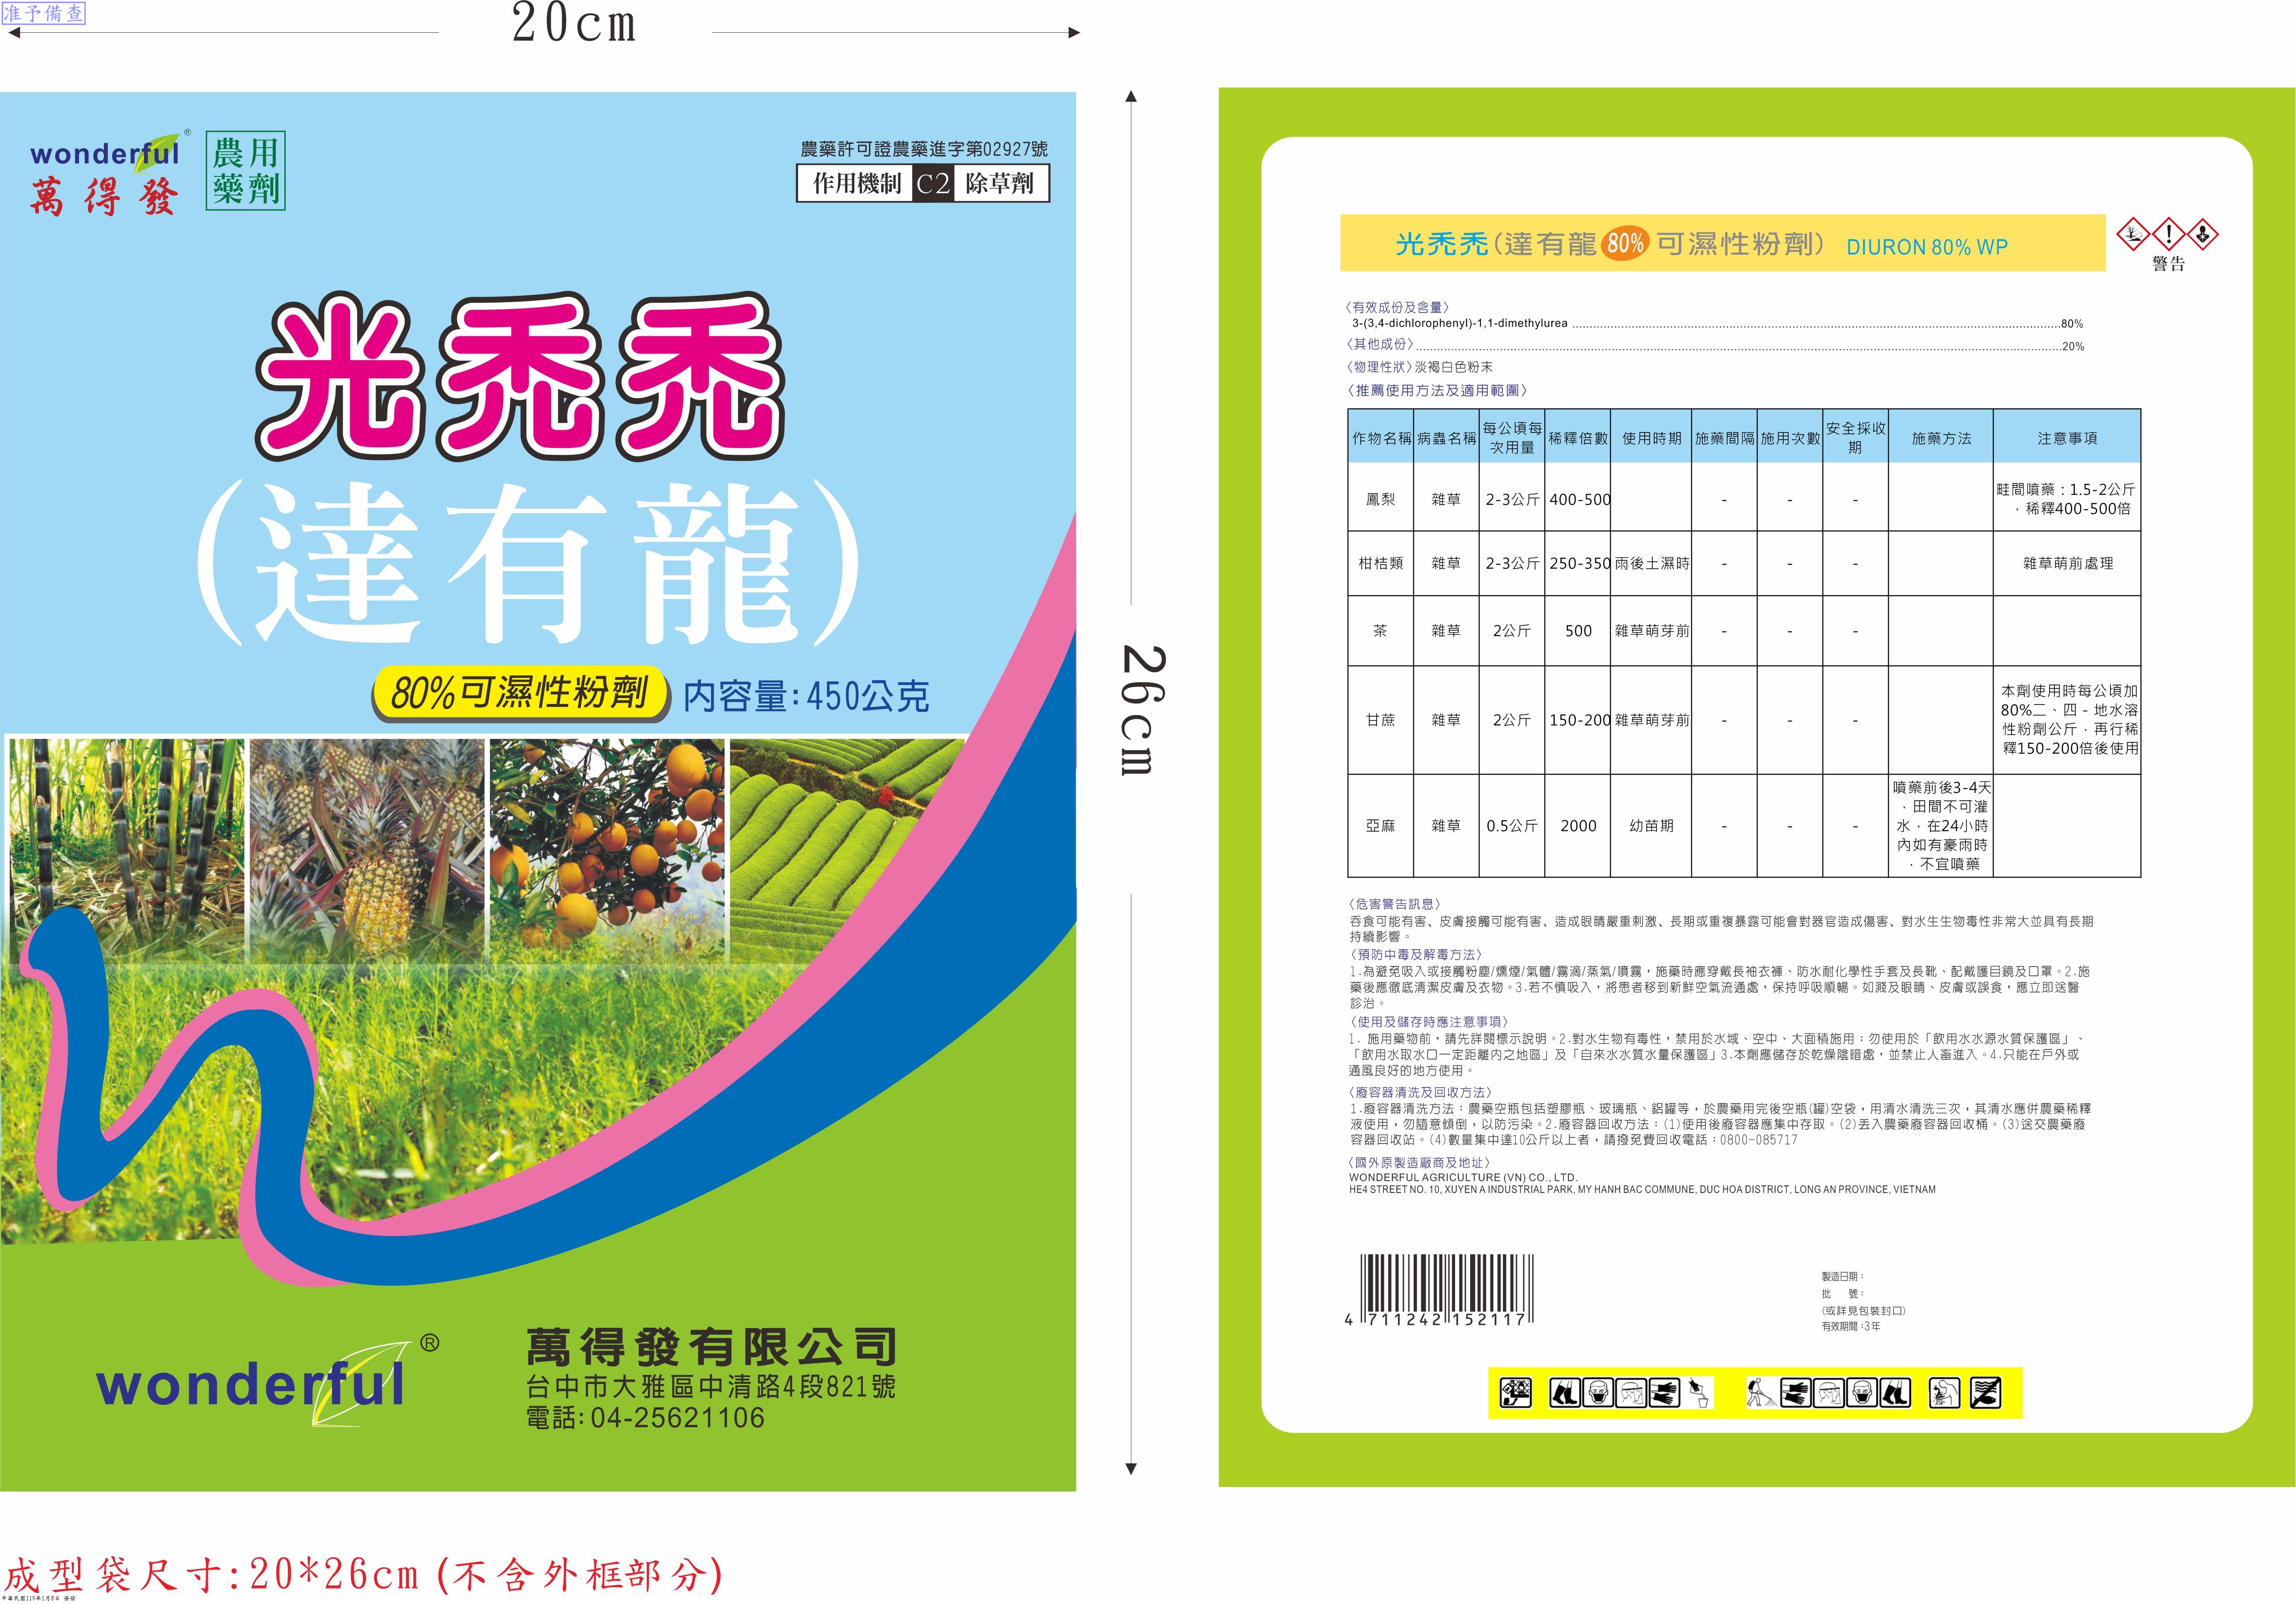 准予備查
20cm
wonderful®
萬得發
農用
藥劑
農藥許可證農藥進字第02927號
作用機制 C2 除草劑
光禿禿
(達有龍)
80%可濕性粉劑
內容量:450公克
wonderful®
萬得發有限公司
台中市大雅區中清路4段821號
電話:04-25621106
26cm
光禿禿(達有龍80%可濕性粉劑) DIURON 80% WP
警告
〈有效成份及含量〉
3-(3,4-dichlorophenyl)-1,1-dimethylurea ........80%
〈其他成份〉........20%
〈物理性狀〉淡褐白色粉末
〈推薦使用方法及適用範圍〉
作物名稱 病蟲名稱 每公頃每次用量 稀釋倍數 使用時期 施藥間隔 施用次數 安全採收期 施藥方法 注意事項
鳳梨 雜草 2-3公斤 400-500 - - - 畦間噴藥：1.5-2公斤，稀釋400-500倍
柑桔類 雜草 2-3公斤 250-350 雨後土濕時 - - - 雜草萌前處理
茶 雜草 2公斤 500 雜草萌芽前 - - -
甘蔗 雜草 2公斤 150-200 雜草萌芽前 - - - 本劑使用時每公頃加80%二、四－地水溶性粉劑公斤，再行稀釋150-200倍後使用
亞麻 雜草 0.5公斤 2000 幼苗期 - - - 噴藥前後3-4天，田間不可灌水，在24小時內如有豪雨時，不宜噴藥
〈危害警告訊息〉
吞食可能有害、皮膚接觸可能有害、造成眼睛嚴重刺激、長期或重複暴露可能會對器官造成傷害、對水生生物毒性非常大並具有長期
持續影響。
〈預防中毒及解毒方法〉
1.為避免吸入或接觸粉塵/燻煙/氣體/霧滴/蒸氣/噴霧，施藥時應穿戴長袖衣褲、防水耐化學性手套及長靴、配戴護目鏡及口罩。2.施
藥後應徹底清潔皮膚及衣物。3.若不慎吸入，將患者移到新鮮空氣流通處，保持呼吸順暢。如濺及眼睛、皮膚或誤食，應立即送醫
診治。
〈使用及儲存時應注意事項〉
1. 施用藥物前，請先詳閱標示說明。2.對水生物有毒性，禁用於水域、空中、大面積施用；勿使用於「飲用水水源水質保護區」、
「飲用水取水口一定距離內之地區」及「自來水水質水量保護區」3.本劑應儲存於乾燥陰暗處，並禁止人畜進入。4.只能在戶外或
通風良好的地方使用。
〈廢容器清洗及回收方法〉
1.廢容器清洗方法：農藥空瓶包括塑膠瓶、玻璃瓶、鋁罐等，於農藥用完後空瓶(罐)空袋，用清水清洗三次，其清水應併農藥稀釋
液使用，勿隨意傾倒，以防污染。2.廢容器回收方法：(1)使用後廢容器應集中存取。(2)丟入農藥廢容器回收桶。(3)送交農藥廢
容器回收站。(4)數量集中達10公斤以上者，請撥免費回收電話：0800-085717
〈國外原製造廠商及地址〉
WONDERFUL AGRICULTURE (VN) CO., LTD.
HE4 STREET NO. 10, XUYEN A INDUSTRIAL PARK, MY HANH BAC COMMUNE, DUC HOA DISTRICT, LONG AN PROVINCE, VIETNAM
4 711242 152117
製造日期：
批　號：
(或詳見包裝封口)
有效期間:3年
成型袋尺寸:20*26cm (不含外框部分)
中華民國110年1月8日 簽發